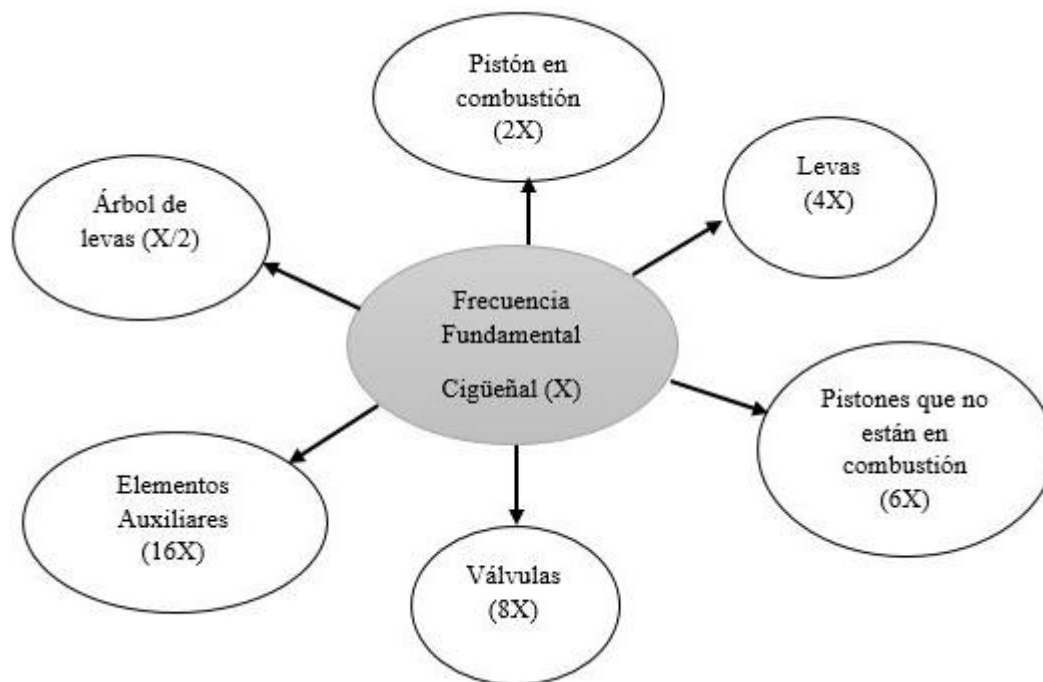 Pistón en
combustión
(2X)
Levas
(4X)
Árbol de
levas (X/2)
Frecuencia
Fundamental
Cigüeñal (X)
Pistones que no
están en
combustión
(6X)
Elementos
Auxiliares
(16X)
Válvulas
(8X)